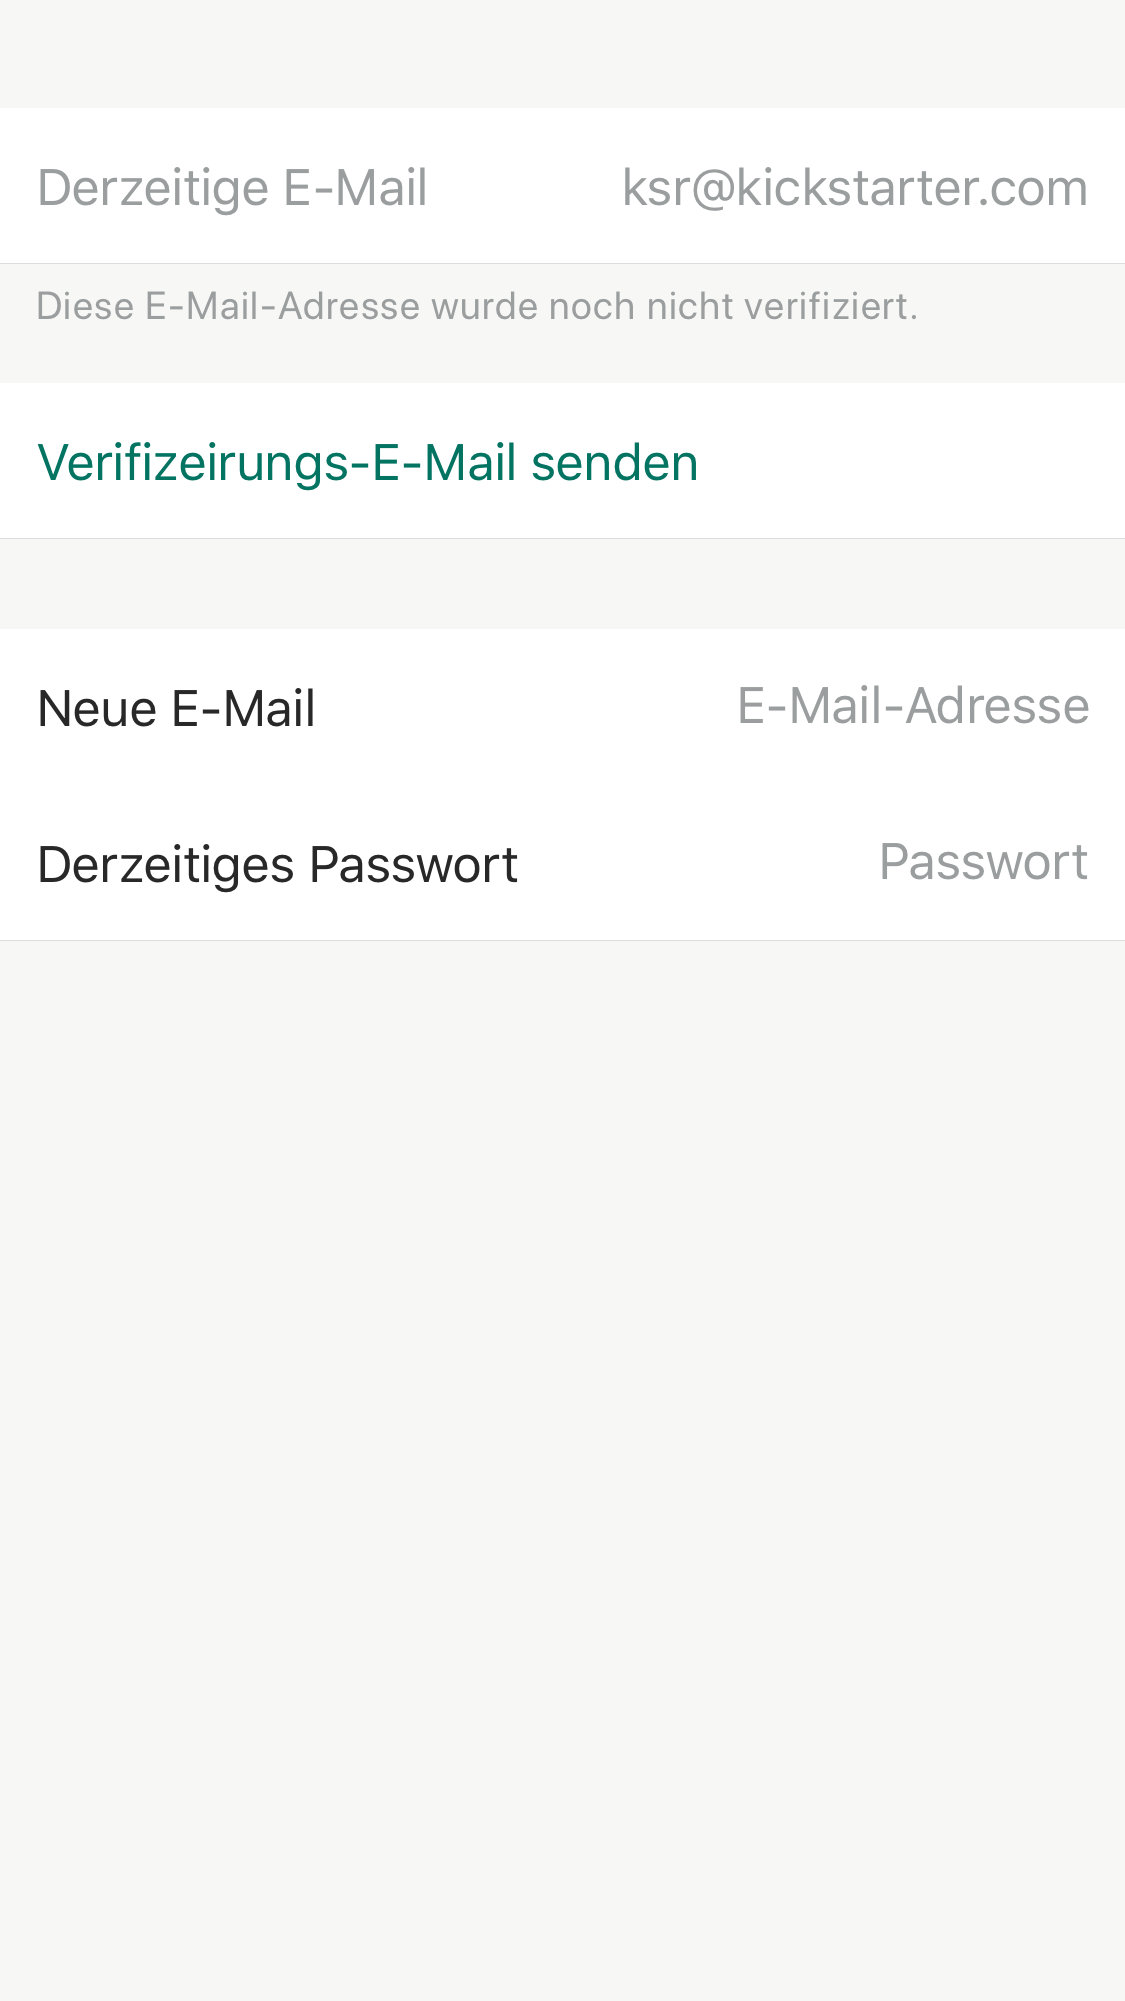 Derzeitige E-Mail ksr@kickstarter.com
Diese E-Mail-Adresse wurde noch nicht verifiziert.
Verifizeirungs-E-Mail senden
Neue E-Mail E-Mail-Adresse
Derzeitiges Passwort Passwort